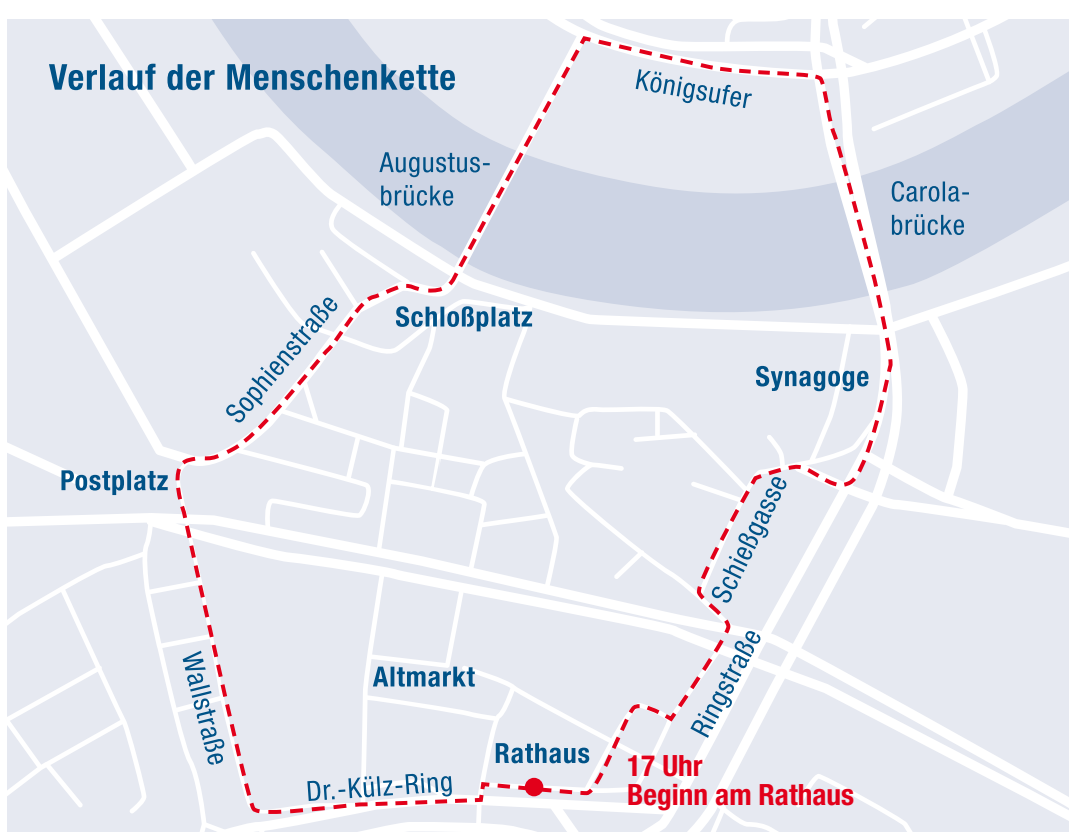 Verlauf der Menschenkette
Königsufer
Augustus-
brücke
Carola-
brücke
Schloßplatz
Sophienstraße
Synagoge
Postplatz
Schießgasse
Ringstraße
Wallstraße
Altmarkt
Rathaus
Dr.-Külz-Ring
17 Uhr
Beginn am Rathaus